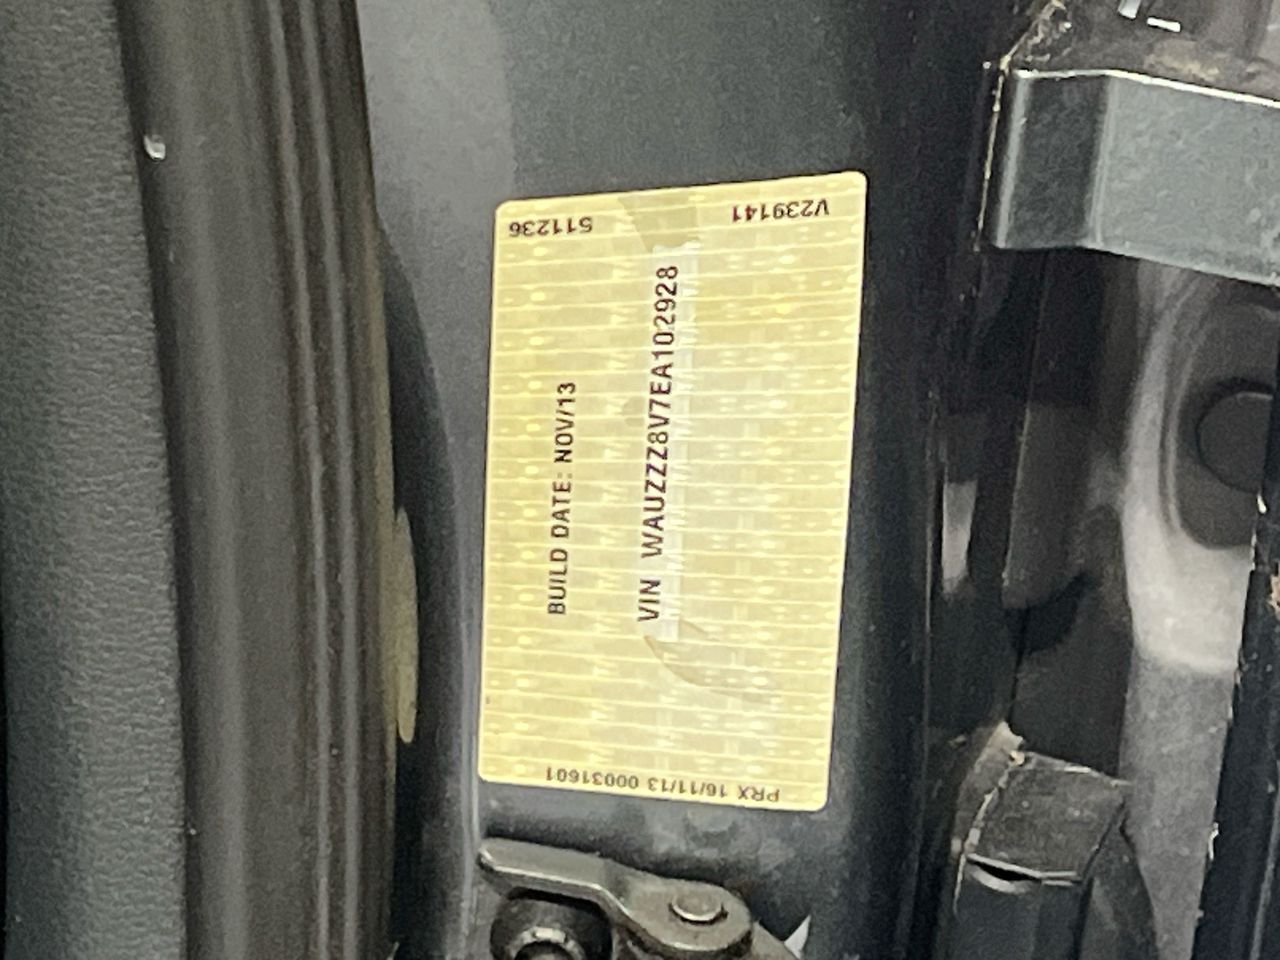 V239141
511236
BUILD DATE: NOV/13
VIN WAUZZZ8V7EA102928
PRX 16/11/13 00031601